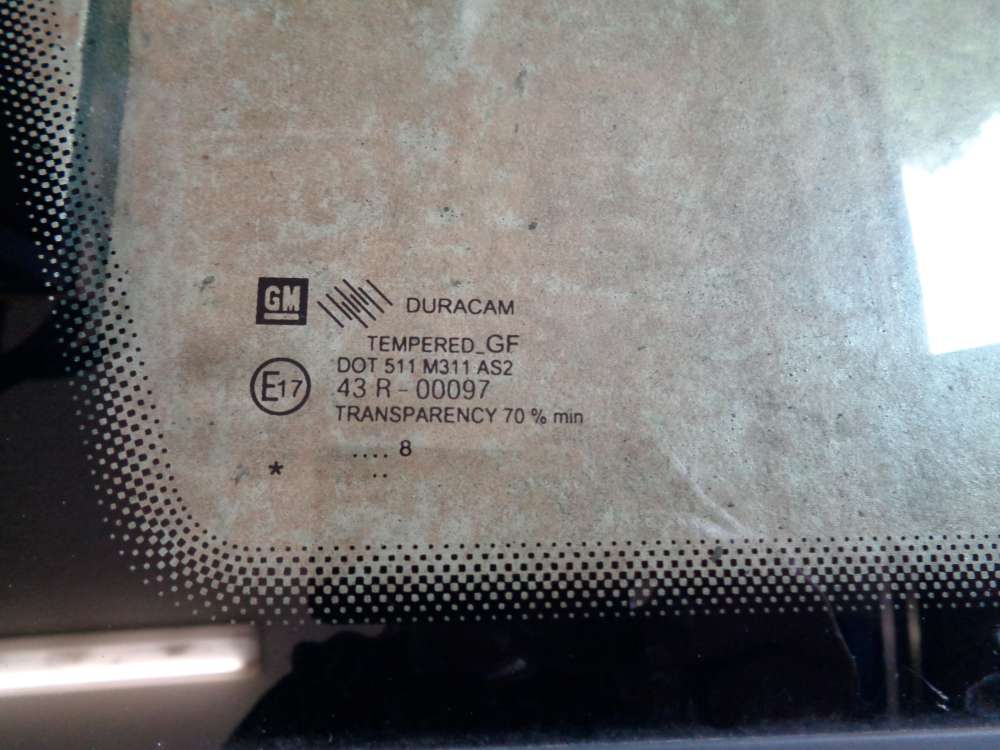 GM DURACAM
TEMPERED_GF
DOT 511 M311 AS2
E17 43 R - 00097
TRANSPARENCY 70 % min
.... 8
* ..